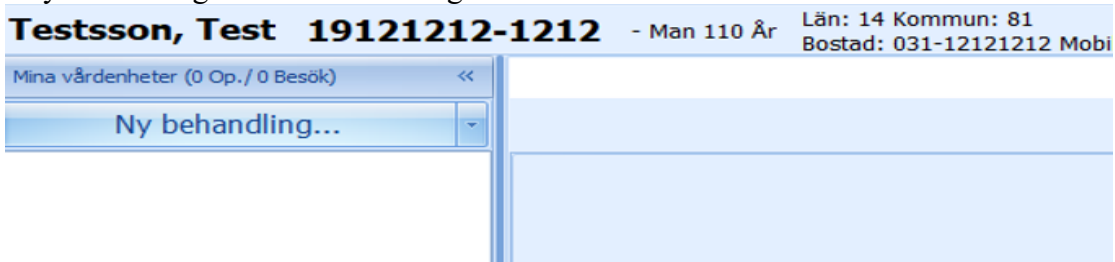 Testsson, Test 19121212-1212 - Man 110 År
Län: 14 Kommun: 81
Bostad: 031-12121212 Mobi
Mina vårdenheter (0 Op./ 0 Besök) «
Ny behandling...